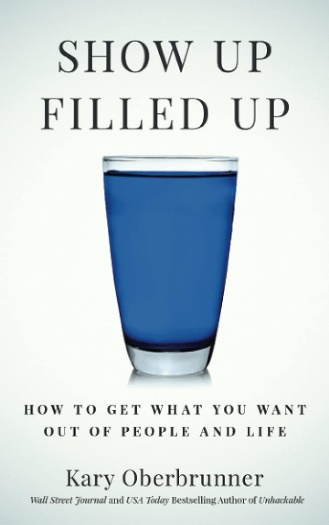 SHOW UP
FILLED UP
HOW TO GET WHAT YOU WANT
OUT OF PEOPLE AND LIFE
Kary Oberbrunner
Wall Street Journal and USA Today Bestselling Author of Unhackable